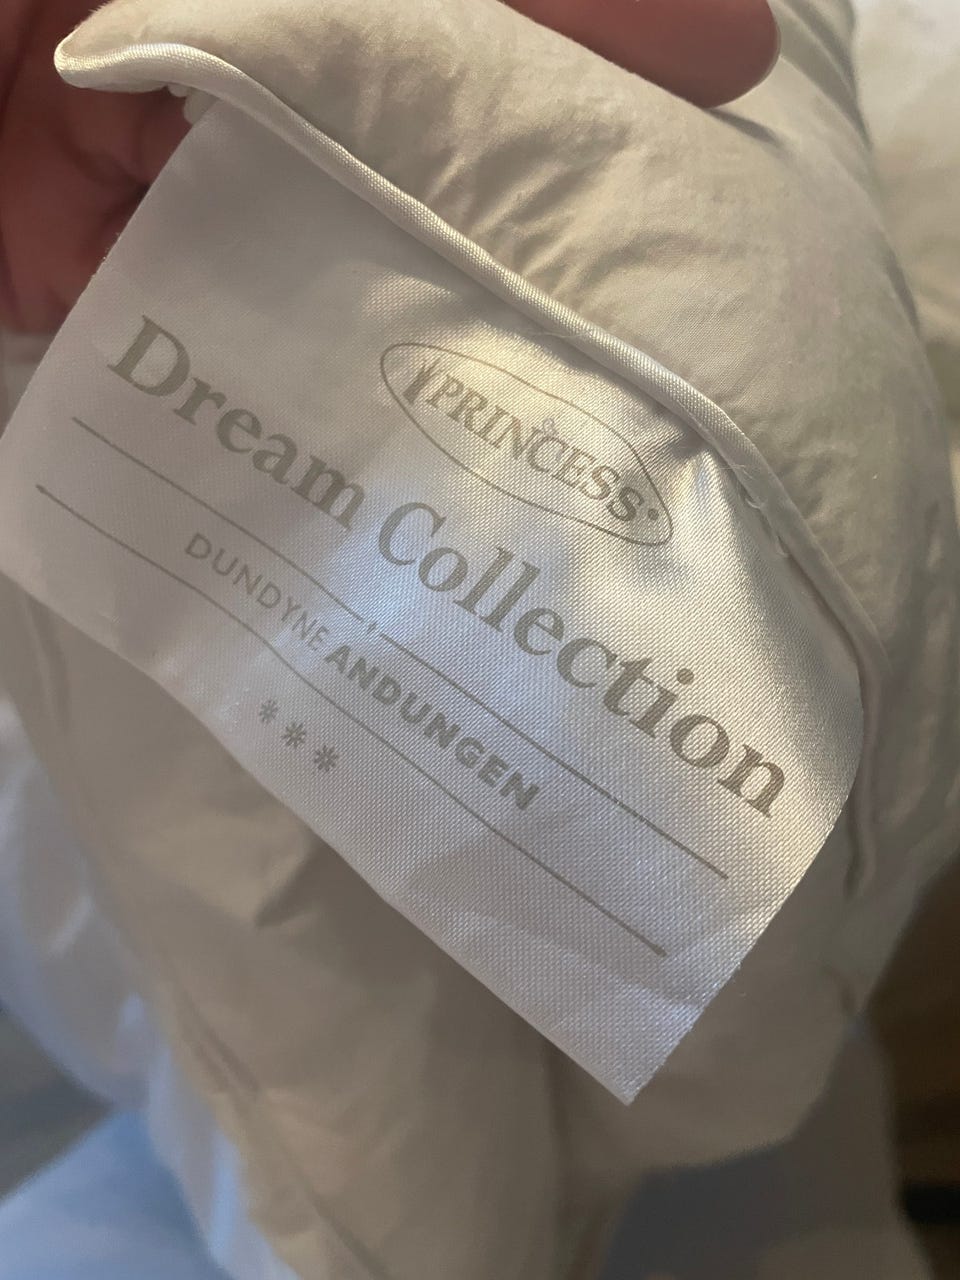 PRINCESS®
Dream Collection
DUNDYNE ANDUNGEN
***